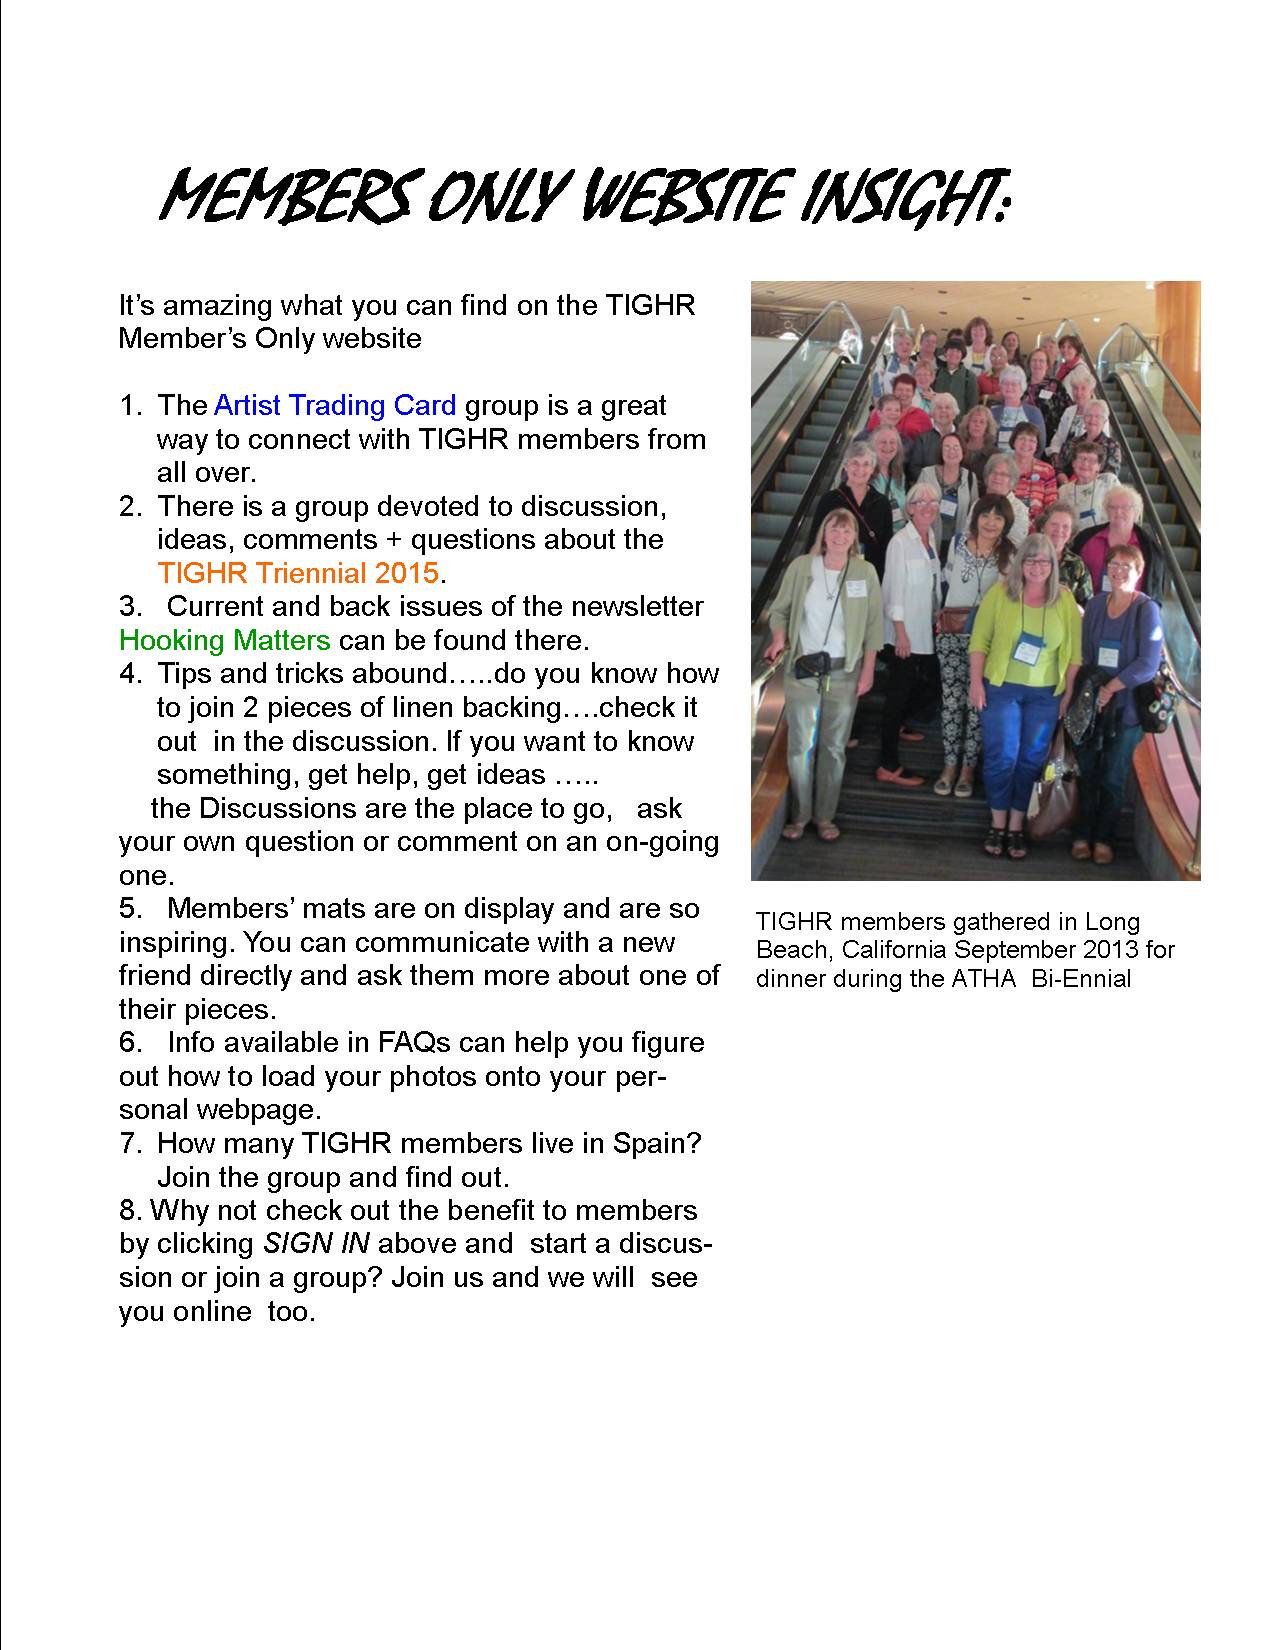 MEMBERS ONLY WEBSITE INSIGHT:
It's amazing what you can find on the TIGHR
Member's Only website
1. The Artist Trading Card group is a great
way to connect with TIGHR members from
all over.
2. There is a group devoted to discussion,
ideas, comments + questions about the
TIGHR Triennial 2015.
3. Current and back issues of the newsletter
Hooking Matters can be found there.
4. Tips and tricks abound…..do you know how
to join 2 pieces of linen backing….check it
out in the discussion. If you want to know
something, get help, get ideas …..
the Discussions are the place to go, ask
your own question or comment on an on-going
one.
5. Members' mats are on display and are so
inspiring. You can communicate with a new
friend directly and ask them more about one of
their pieces.
6. Info available in FAQs can help you figure
out how to load your photos onto your per-
sonal webpage.
7. How many TIGHR members live in Spain?
Join the group and find out.
8. Why not check out the benefit to members
by clicking SIGN IN above and start a discus-
sion or join a group? Join us and we will see
you online too.
TIGHR members gathered in Long
Beach, California September 2013 for
dinner during the ATHA Bi-Ennial